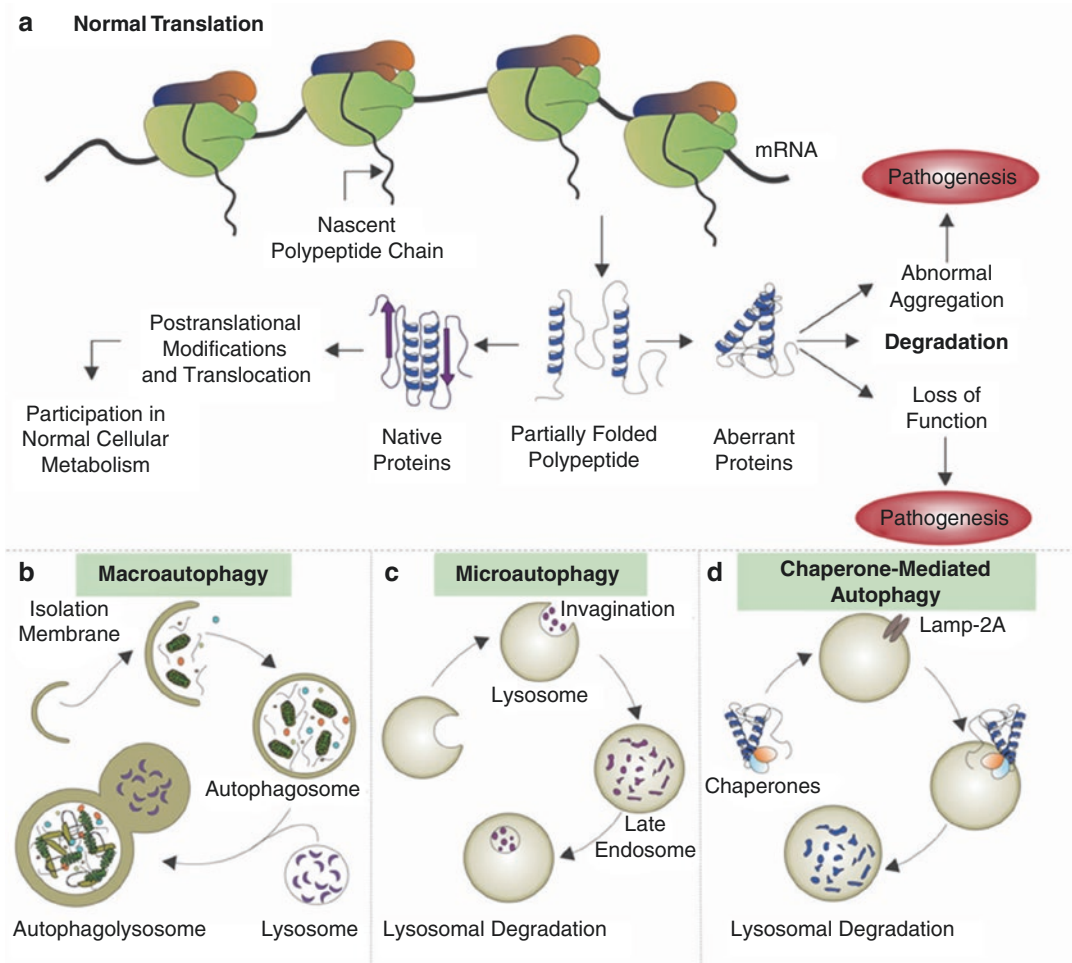 a Normal Translation
mRNA
Nascent
Polypeptide Chain
Pathogenesis
Abnormal
Aggregation
Degradation
Loss of
Function
Pathogenesis
Postranslational
Modifications
and Translocation
Participation in
Normal Cellular
Metabolism
Native
Proteins
Partially Folded
Polypeptide
Aberrant
Proteins
b Macroautophagy
Isolation
Membrane
Autophagosome
Autophagolysosome
Lysosome
c Microautophagy
Invagination
Lysosome
Late
Endosome
Lysosomal Degradation
d Chaperone-Mediated
Autophagy
Lamp-2A
Chaperones
Lysosomal Degradation